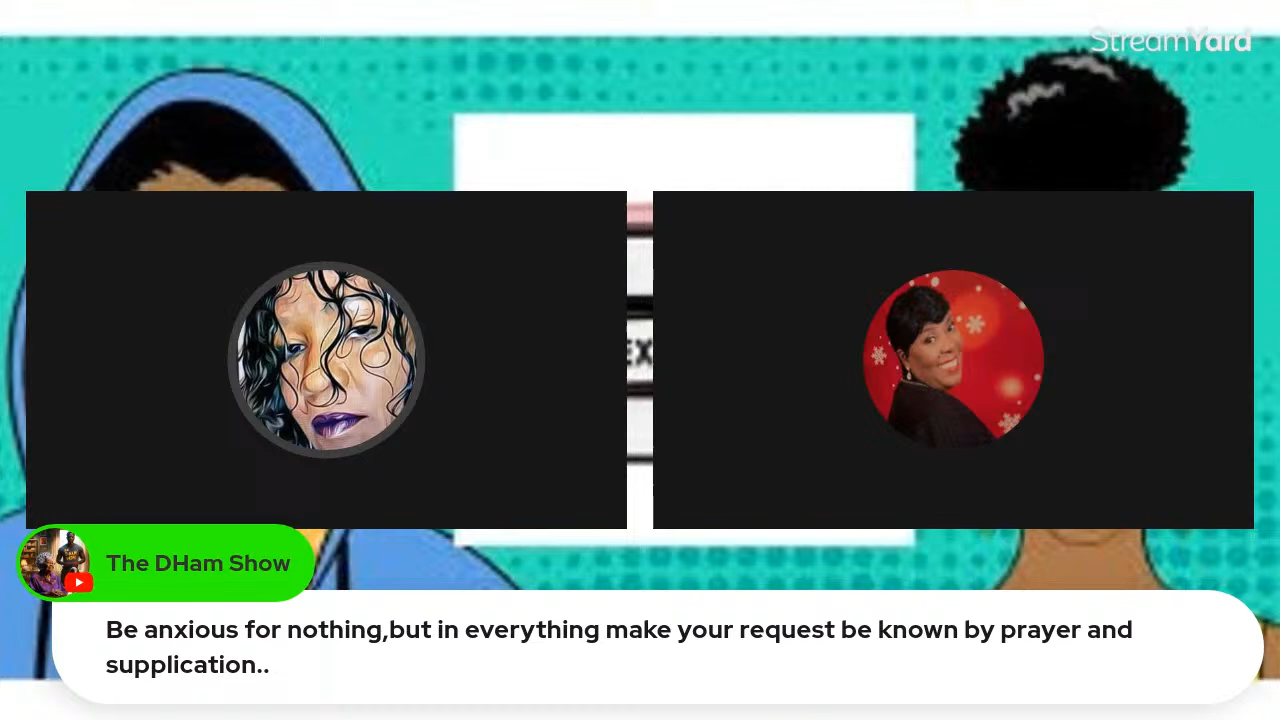 StreamYard
EX
The DHam Show
Be anxious for nothing,but in everything make your request be known by prayer and
supplication..